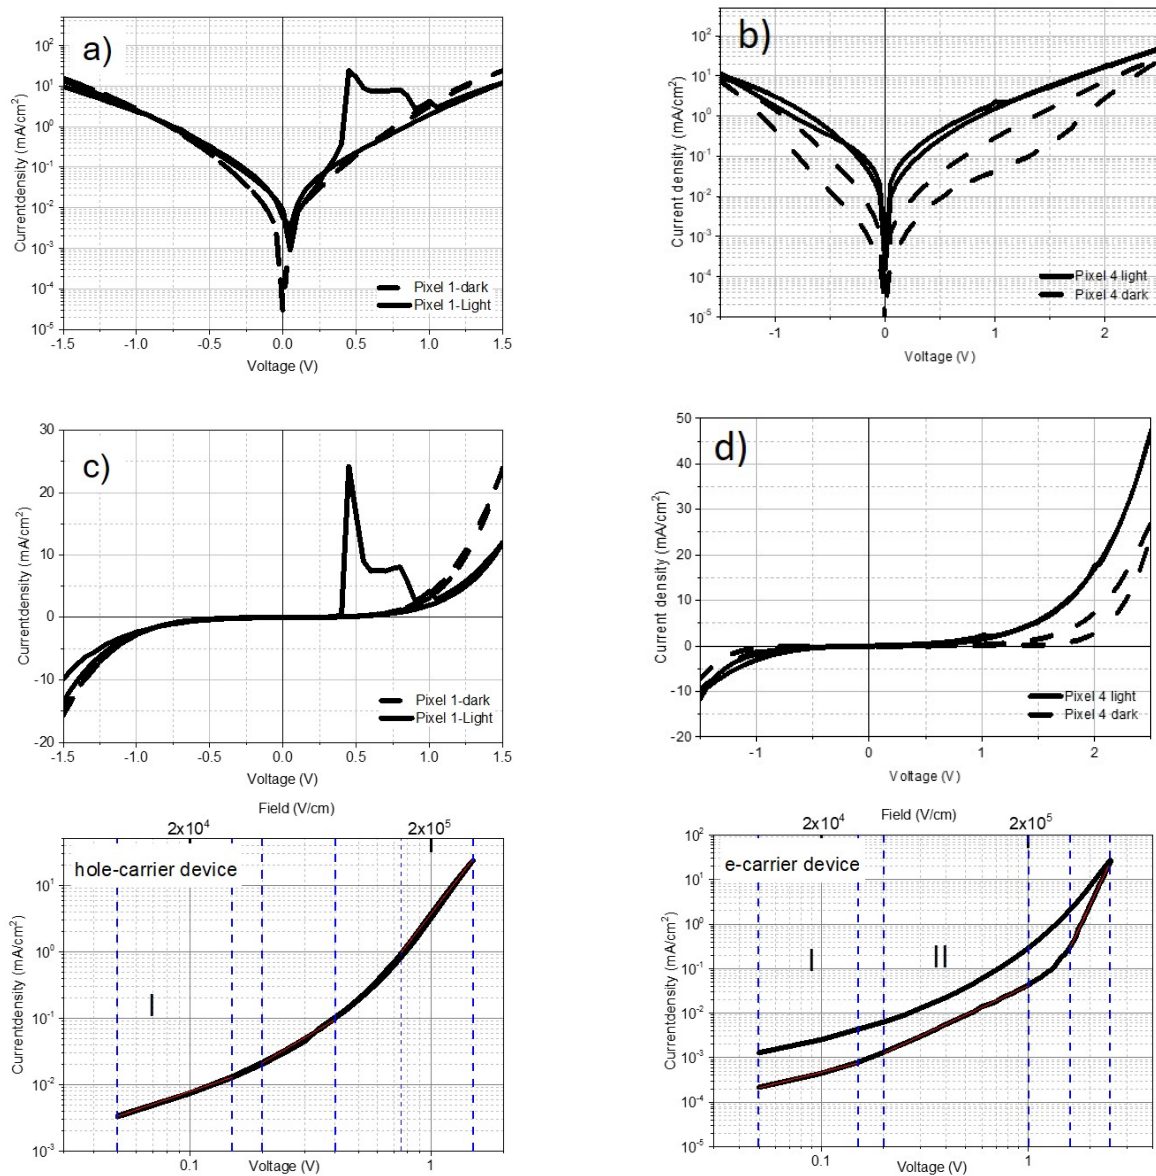 a)
Currentdensity (mA/cm²)
10²
10¹
10⁰
10⁻¹
10⁻²
10⁻³
10⁻⁴
10⁻⁵
Pixel 1-dark
Pixel 1-Light
-1.5 -1.0 -0.5 0.0 0.5 1.0 1.5
Voltage (V)
b)
Current density (mA/cm²)
10²
10¹
10⁰
10⁻¹
10⁻²
10⁻³
10⁻⁴
10⁻⁵
Pixel 4 light
Pixel 4 dark
-1 0 1 2
Voltage (V)
c)
Currentdensity (mA/cm²)
30
20
10
0
-10
-20
Pixel 1-dark
Pixel 1-Light
-1.5 -1.0 -0.5 0.0 0.5 1.0 1.5
Voltage (V)
d)
Current density (mA/cm²)
50
40
30
20
10
0
-10
-20
Pixel 4 light
Pixel 4 dark
-1 0 1 2
Voltage (V)
Field (V/cm)
2x10⁴ 2x10⁵
hole-carrier device
Currentdensity (mA/cm²)
10¹
10⁰
10⁻¹
10⁻²
10⁻³
I
0.1 1
Voltage (V)
Field (V/cm)
2x10⁴ 2x10⁵
e-carrier device
Currentdensity (mA/cm²)
10²
10¹
10⁰
10⁻¹
10⁻²
10⁻³
10⁻⁴
10⁻⁵
I II
0.1 1
Voltage (V)